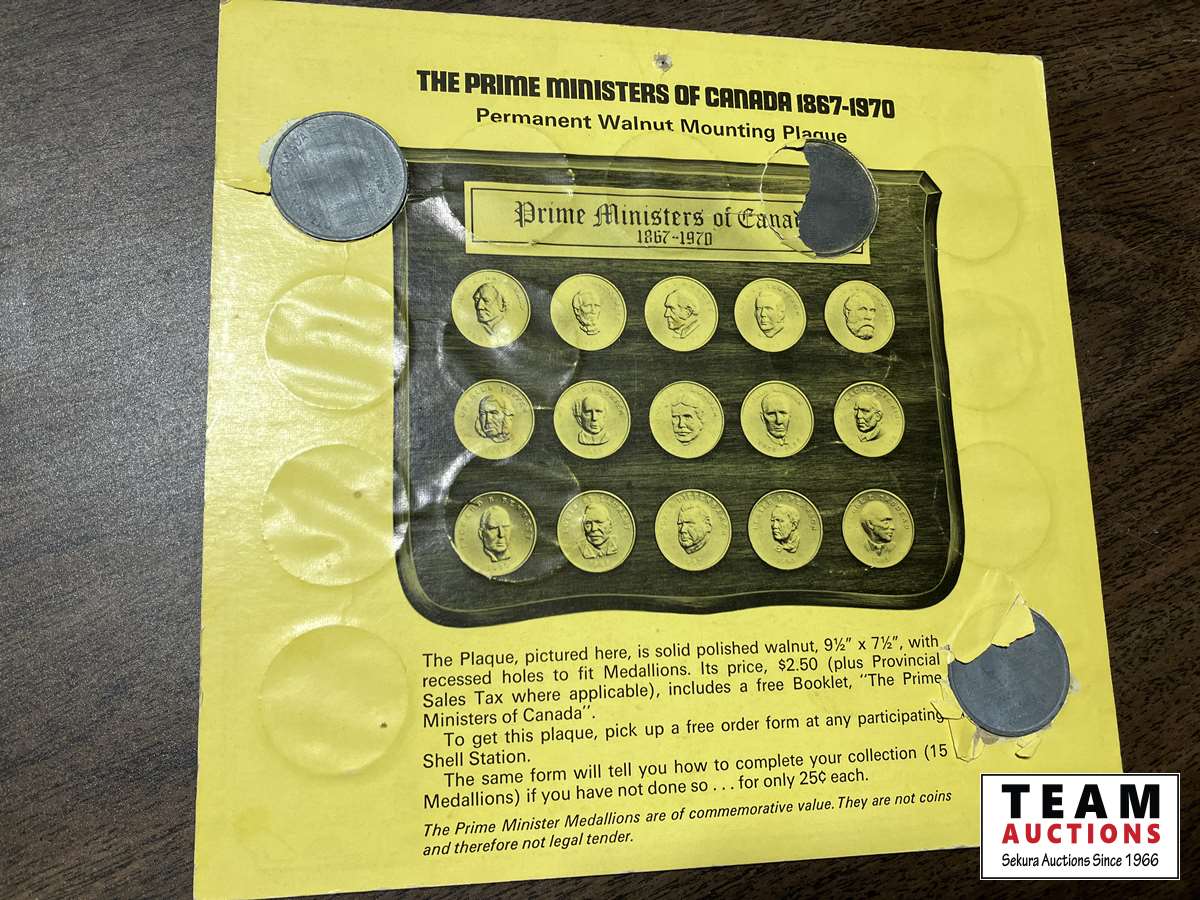 THE PRIME MINISTERS OF CANADA 1867-1970
Permanent Walnut Mounting Plaque
Prime Ministers of
1867-1970
The Plaque, pictured here, is solid polished walnut, 9½" x 7½", with
recessed holes to fit Medallions. Its price, $2.50 (plus Provincial
Sales Tax where applicable), includes a free Booklet, "The Prime
Ministers of Canada".
To get this plaque, pick up a free order form at any participating
Shell Station.
The same form will tell you how to complete your collection (15
Medallions) if you have not done so . . . for only 25¢ each.
The Prime Minister Medallions are of commemorative value. They are not coins
and therefore not legal tender.
TEAM
AUCTIONS
Sekura Auctions Since 1966